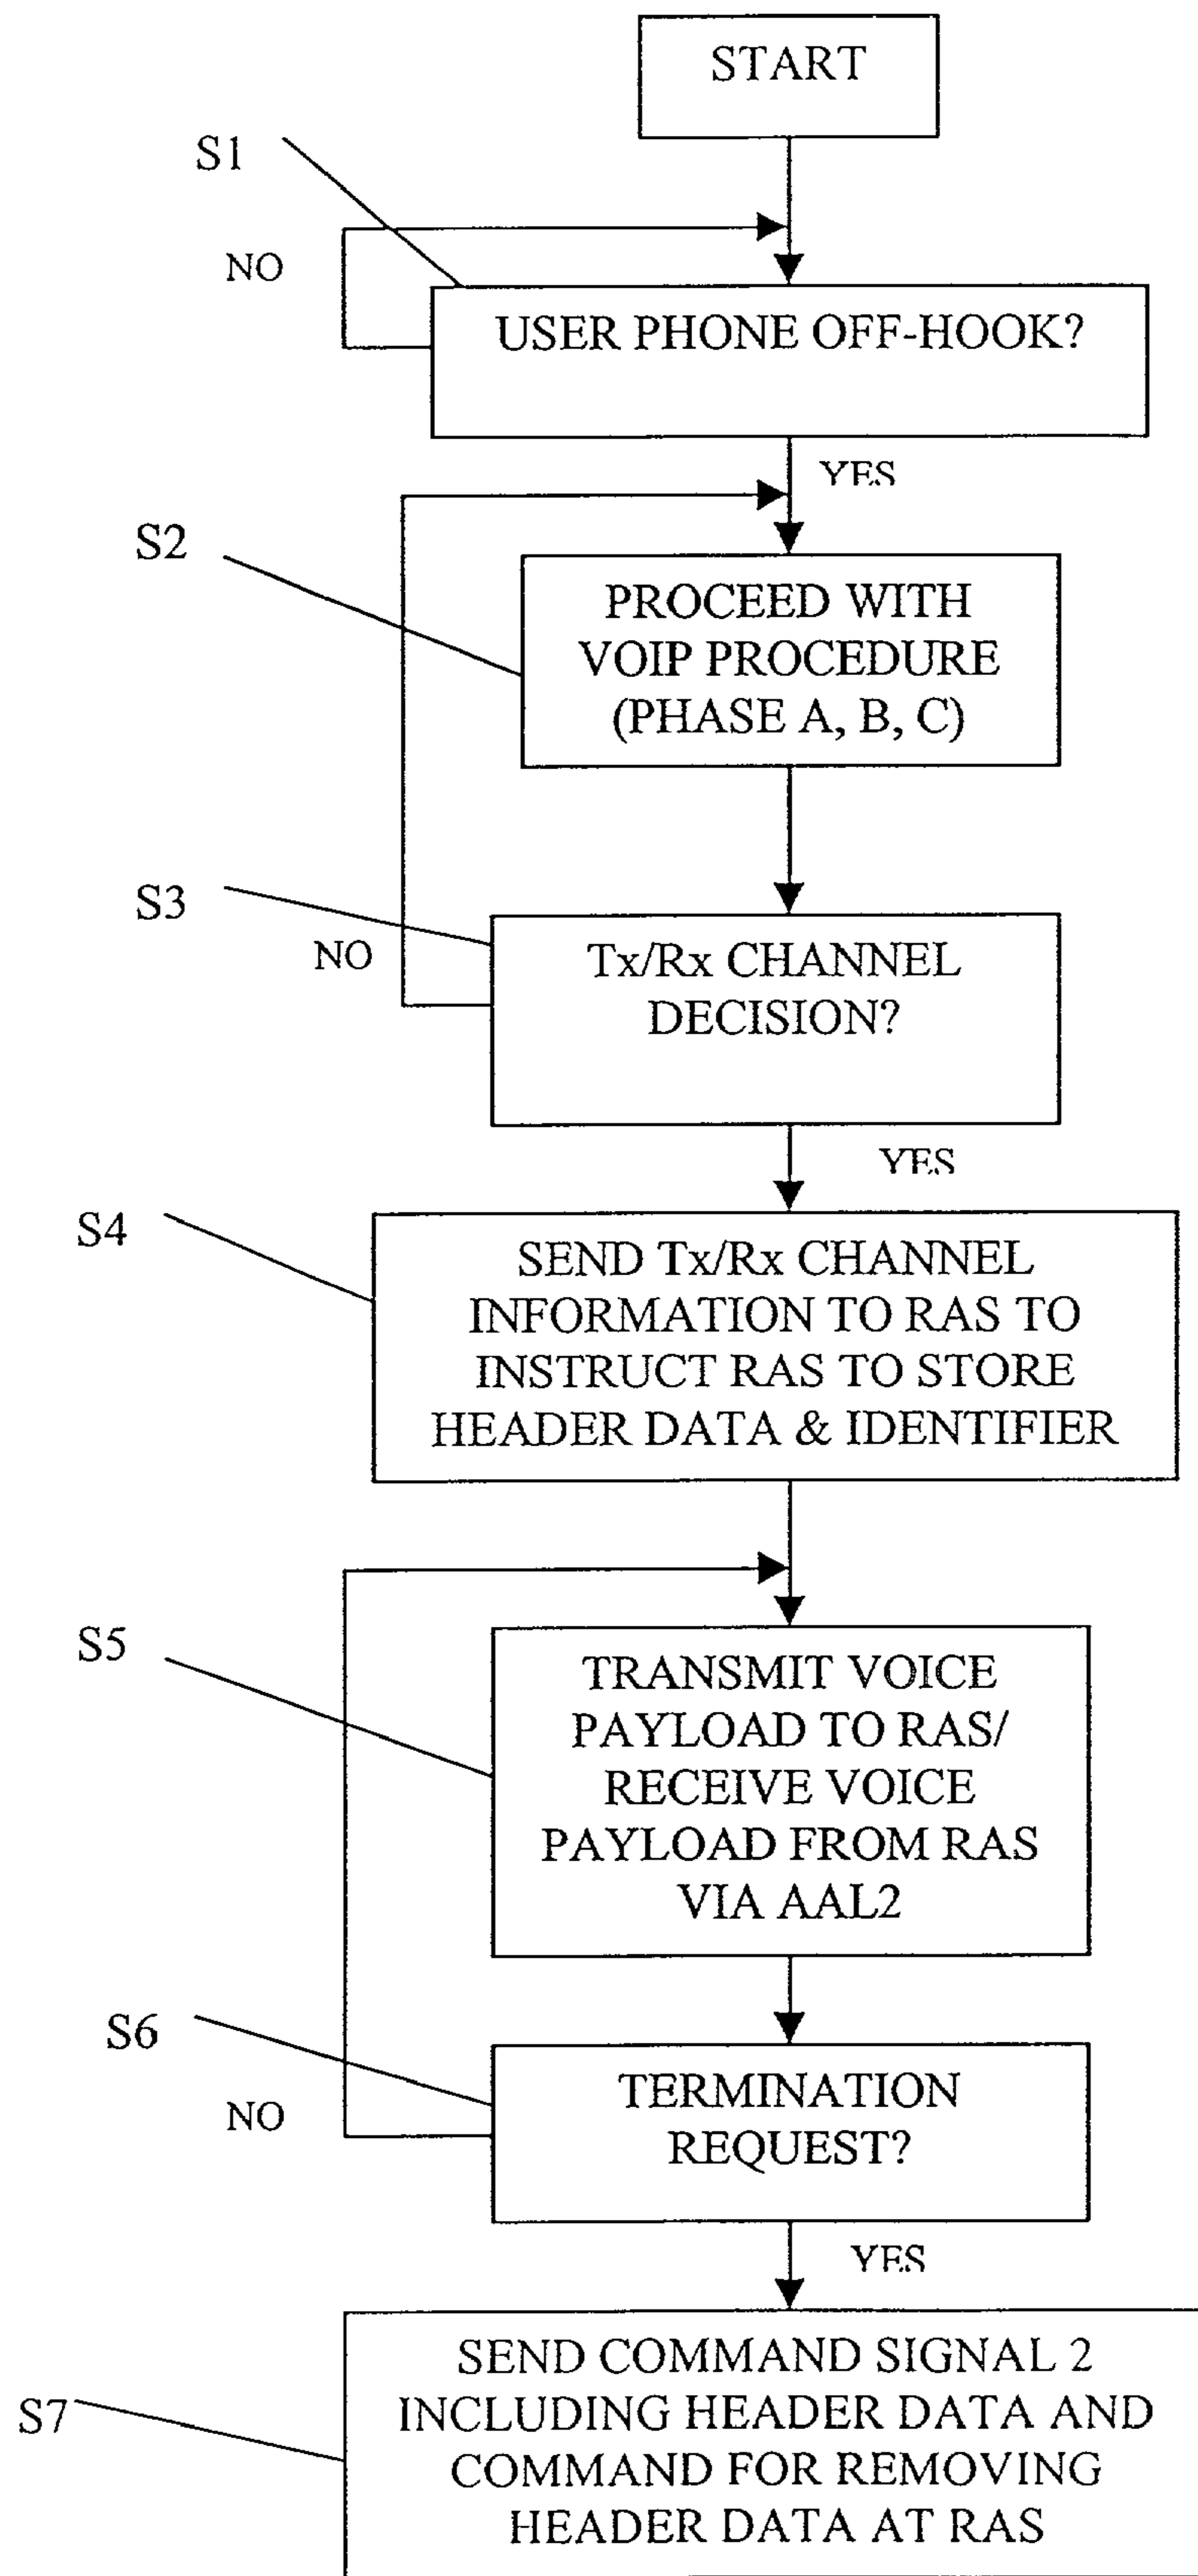 START
S1
NO
USER PHONE OFF-HOOK?
YES
S2
PROCEED WITH
VOIP PROCEDURE
(PHASE A, B, C)
S3
NO
Tx/Rx CHANNEL
DECISION?
YES
S4
SEND Tx/Rx CHANNEL
INFORMATION TO RAS TO
INSTRUCT RAS TO STORE
HEADER DATA & IDENTIFIER
S5
TRANSMIT VOICE
PAYLOAD TO RAS/
RECEIVE VOICE
PAYLOAD FROM RAS
VIA AAL2
S6
NO
TERMINATION
REQUEST?
YES
S7
SEND COMMAND SIGNAL 2
INCLUDING HEADER DATA AND
COMMAND FOR REMOVING
HEADER DATA AT RAS